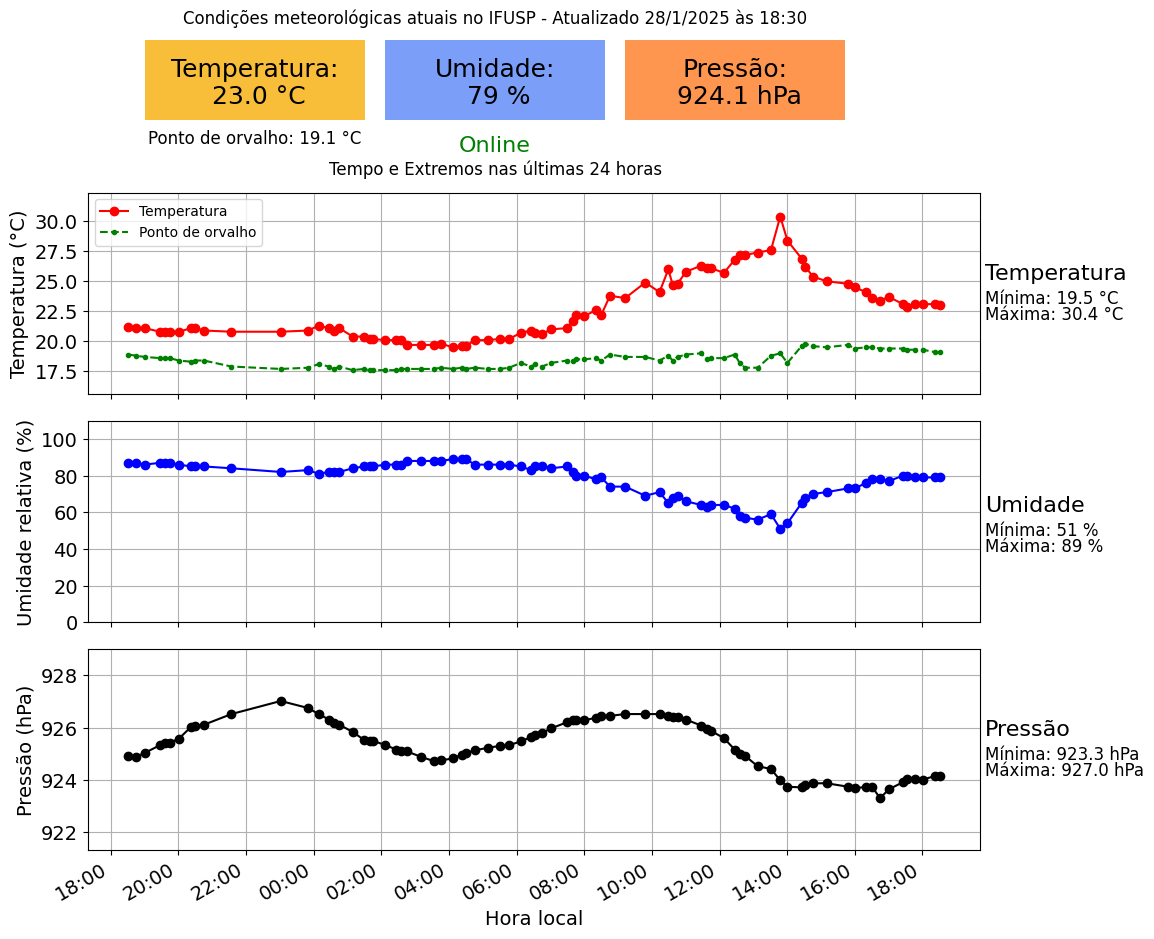 Condições meteorológicas atuais no IFUSP - Atualizado 28/1/2025 às 18:30
Temperatura:
23.0 °C
Umidade:
79 %
Pressão:
924.1 hPa
Ponto de orvalho: 19.1 °C
Online
Tempo e Extremos nas últimas 24 horas
Temperatura (°C)
30.0
27.5
25.0
22.5
20.0
17.5
Temperatura
Ponto de orvalho
Temperatura
Mínima: 19.5 °C
Máxima: 30.4 °C
Umidade relativa (%)
100
80
60
40
20
0
Umidade
Mínima: 51 %
Máxima: 89 %
Pressão (hPa)
928
926
924
922
Pressão
Mínima: 923.3 hPa
Máxima: 927.0 hPa
18:00
20:00
22:00
00:00
02:00
04:00
06:00
08:00
10:00
12:00
14:00
16:00
18:00
Hora local